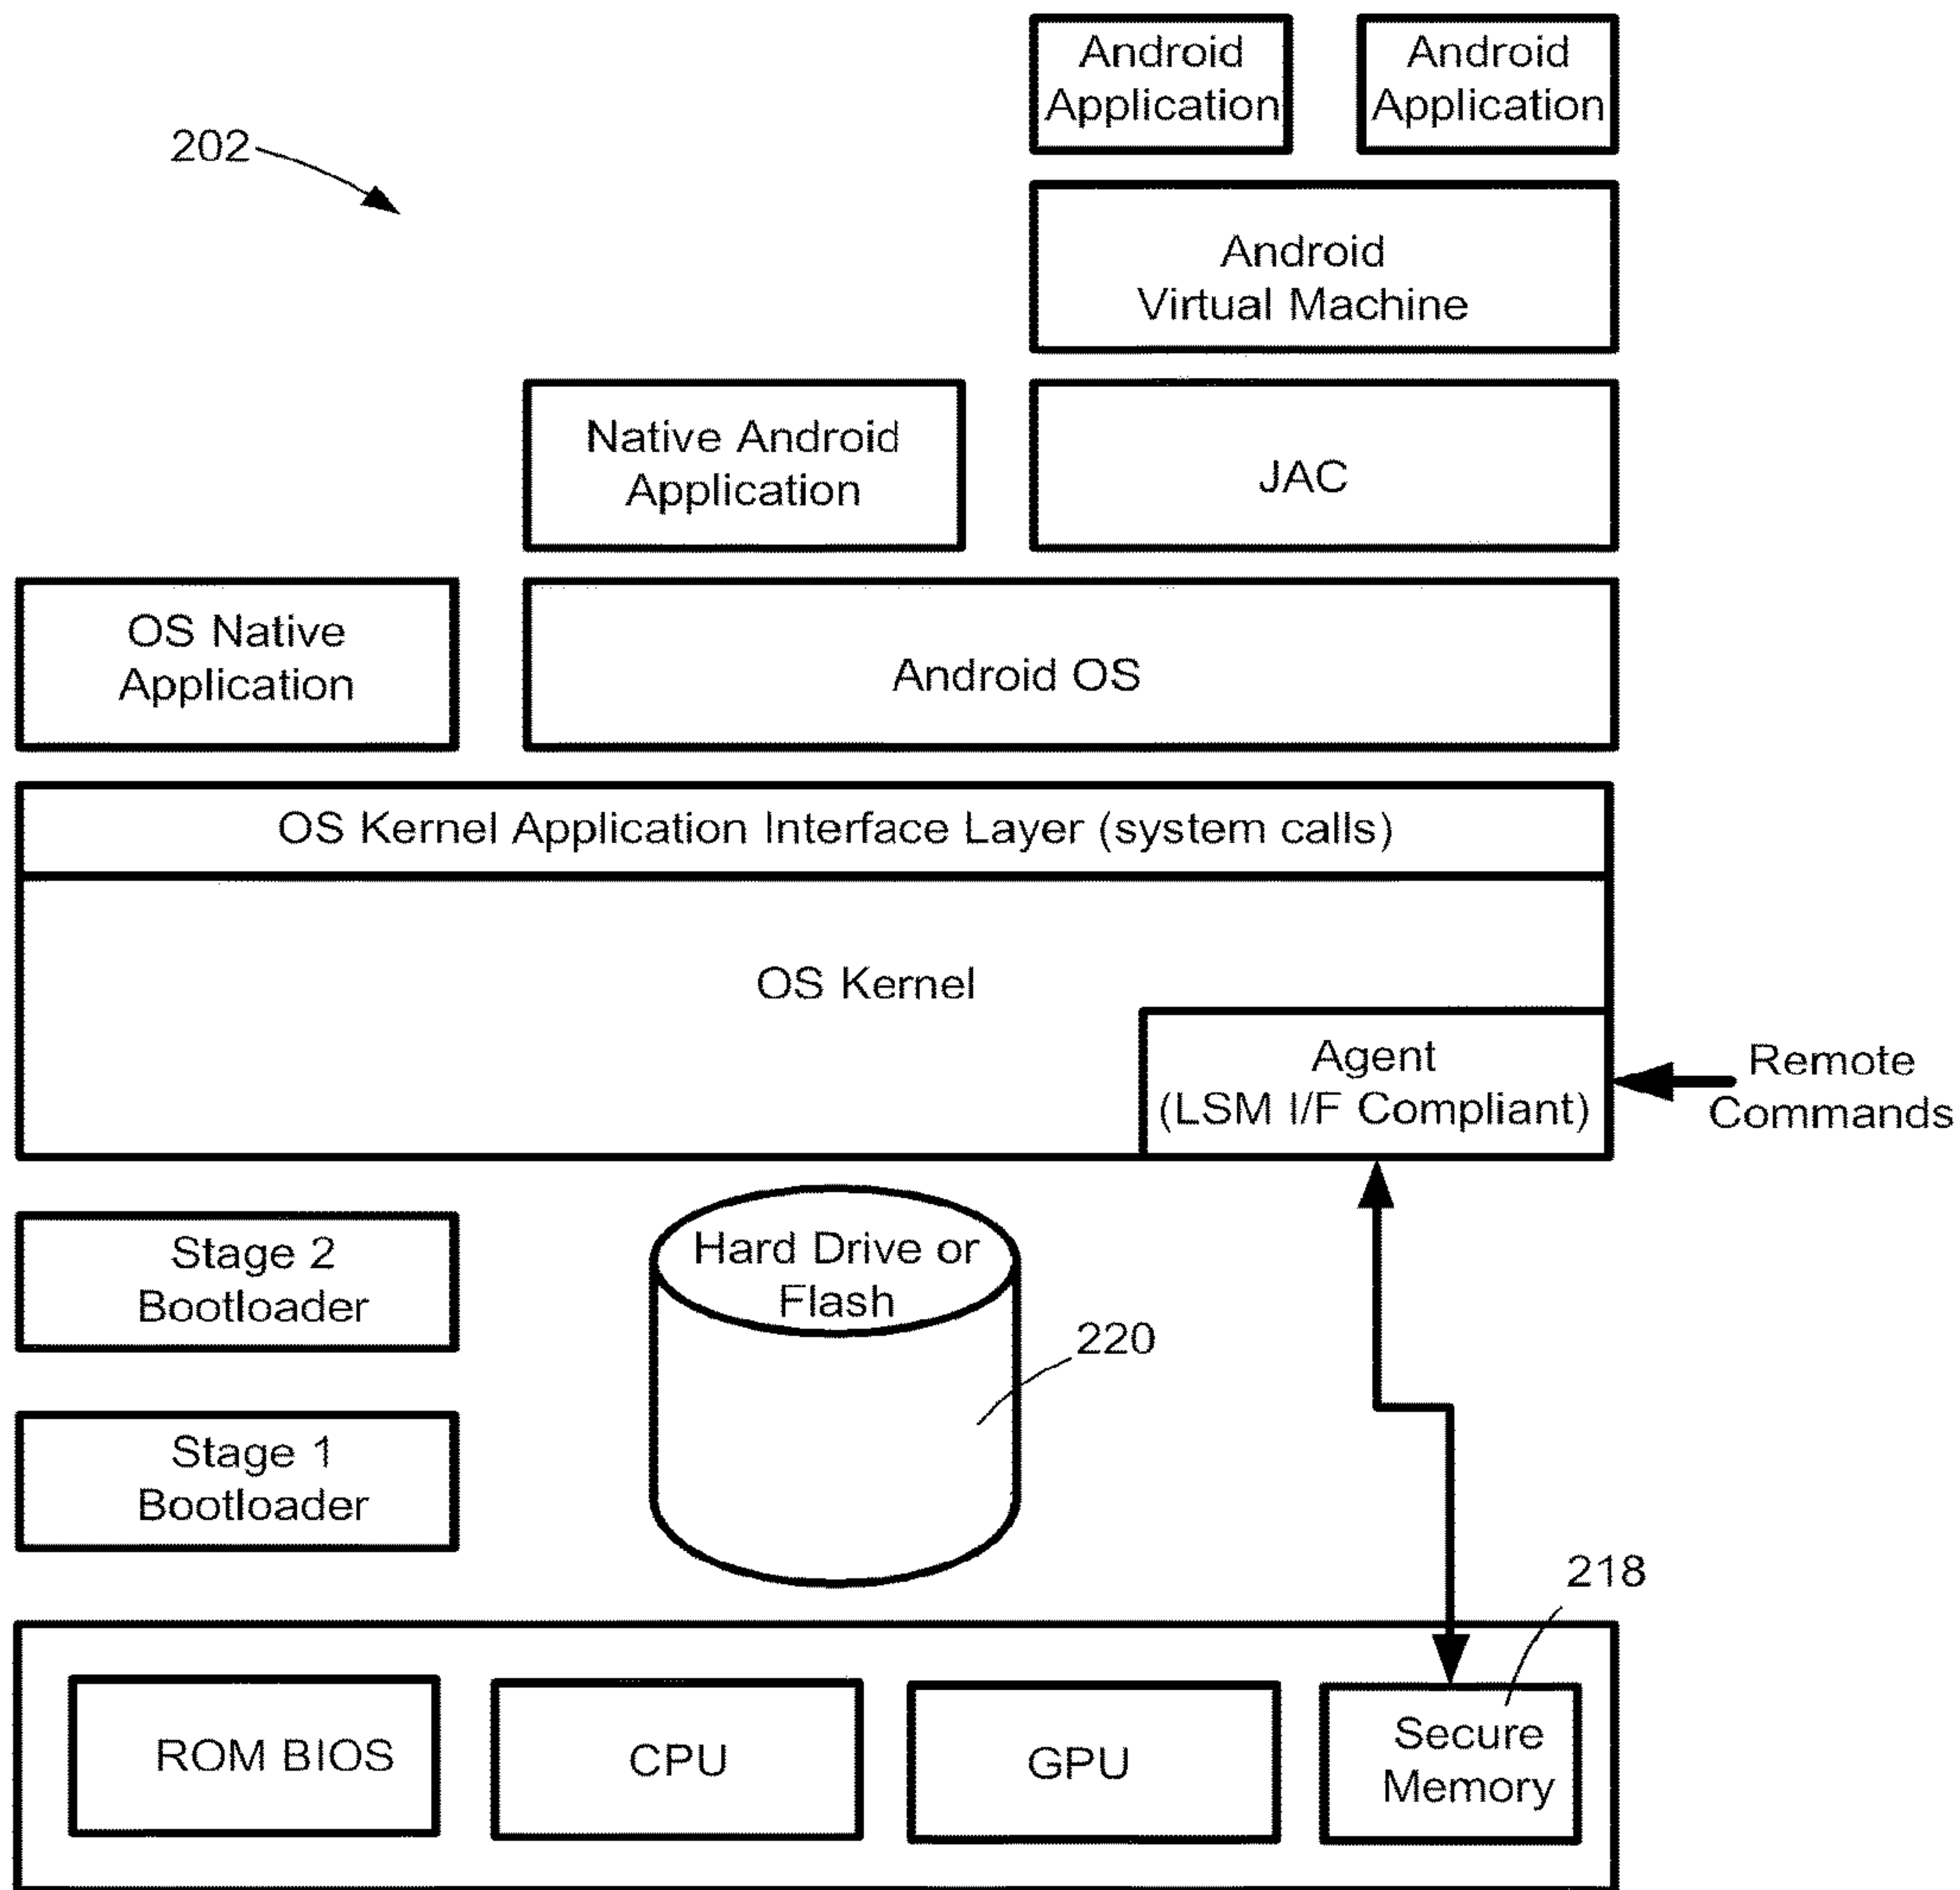 Android
Application
Android
Application
202
Android
Virtual Machine
Native Android
Application
JAC
OS Native
Application
Android OS
OS Kernel Application Interface Layer (system calls)
OS Kernel
Agent
(LSM I/F Compliant)
Remote
Commands
Stage 2
Bootloader
Hard Drive or
Flash
220
Stage 1
Bootloader
218
ROM BIOS
CPU
GPU
Secure
Memory